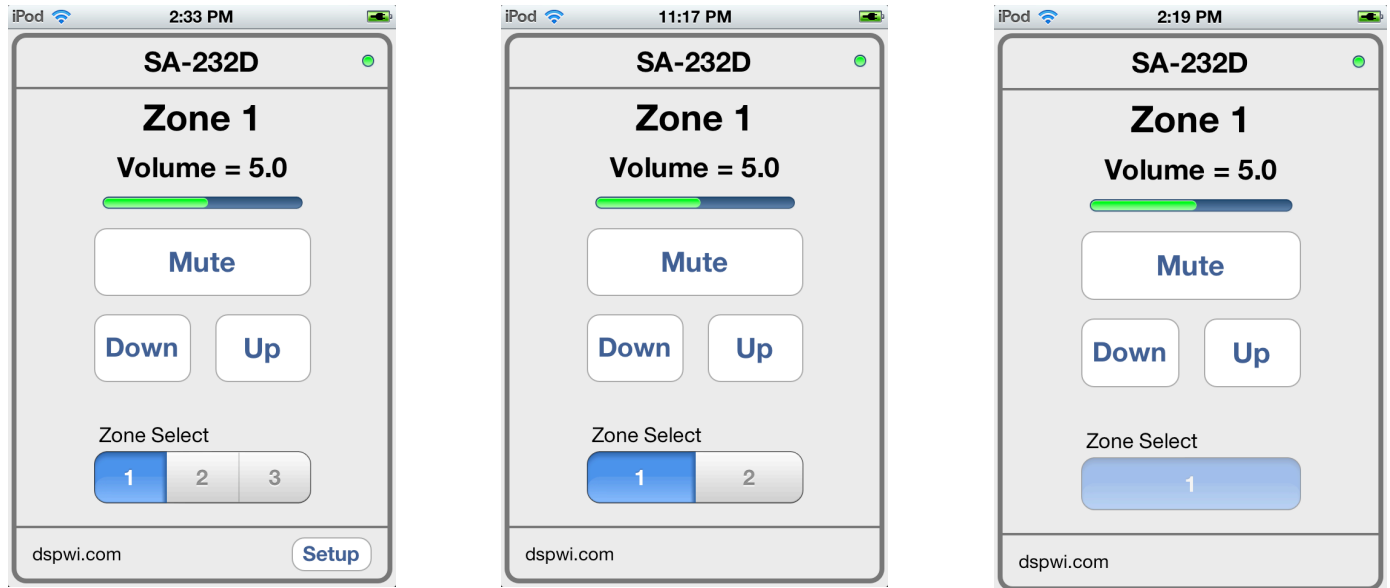 iPod 2:33 PM
SA-232D
Zone 1
Volume = 5.0
Mute
Down Up
Zone Select
1 2 3
dspwi.com Setup
iPod 11:17 PM
SA-232D
Zone 1
Volume = 5.0
Mute
Down Up
Zone Select
1 2
dspwi.com
iPod 2:19 PM
SA-232D
Zone 1
Volume = 5.0
Mute
Down Up
Zone Select
1
dspwi.com